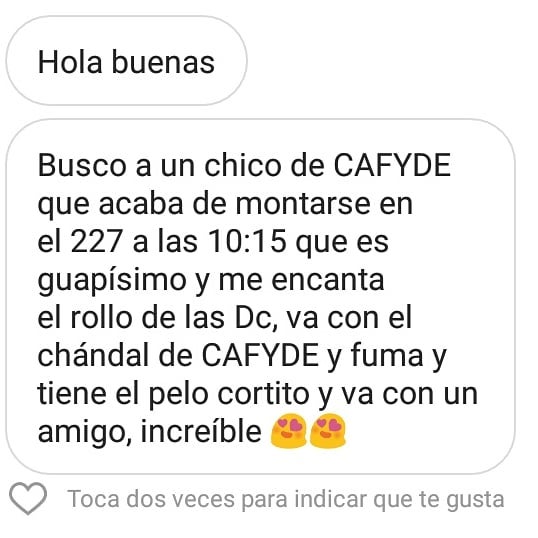 Hola buenas
Busco a un chico de CAFYDE
que acaba de montarse en
el 227 a las 10:15 que es
guapísimo y me encanta
el rollo de las Dc, va con el
chándal de CAFYDE y fuma y
tiene el pelo cortito y va con un
amigo, increíble 😍😍
Toca dos veces para indicar que te gusta